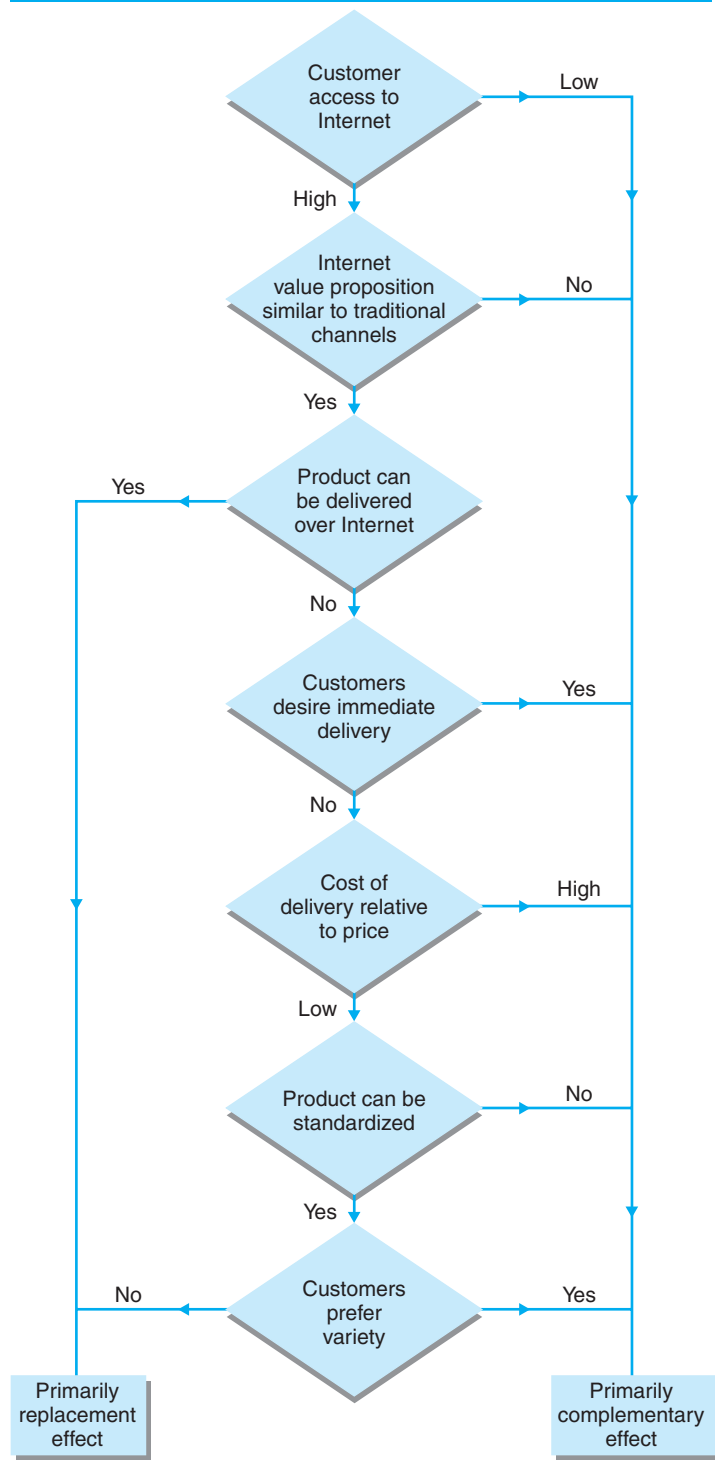 Customer
access to
Internet
Low
High
Internet
value proposition
similar to traditional
channels
No
Yes
Product can
be delivered
over Internet
Yes
No
Customers
desire immediate
delivery
Yes
No
Cost of
delivery relative
to price
High
Low
Product can be
standardized
No
Yes
Customers
prefer
variety
No
Yes
Primarily
replacement
effect
Primarily
complementary
effect